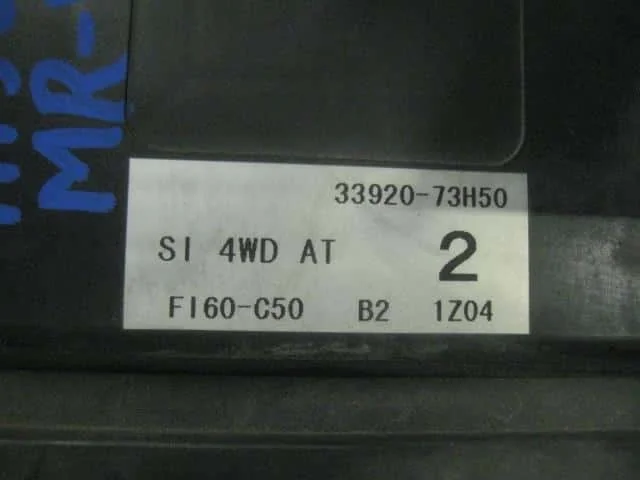 MR-
33920-73H50
SI 4WD AT 2
FI60-C50 B2 1Z04